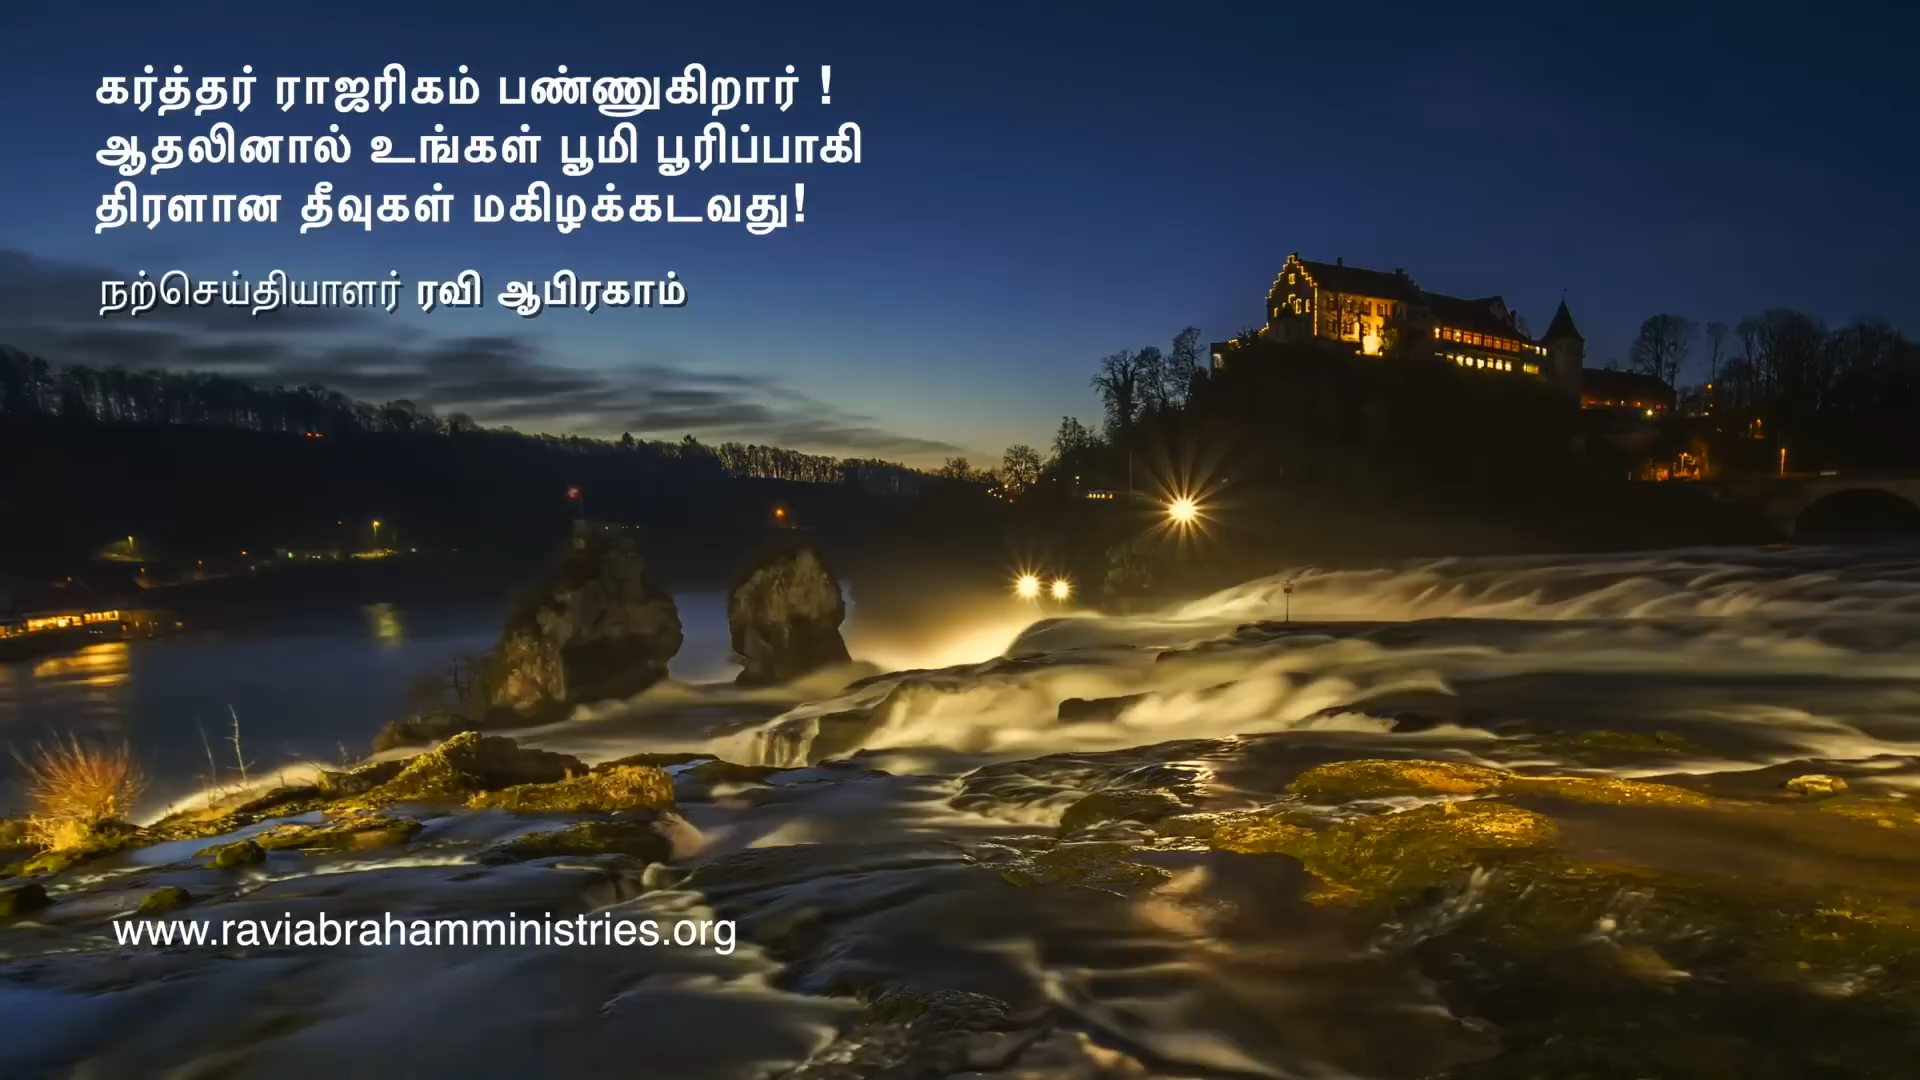 கர்த்தர் ராஜரிகம் பண்ணுகிறார் !
ஆதலினால் உங்கள் பூமி பூரிப்பாகி
திரளான தீவுகள் மகிழக்கடவது!
நற்செய்தியாளர் ரவி ஆபிரகாம்
www.raviabrahamministries.org